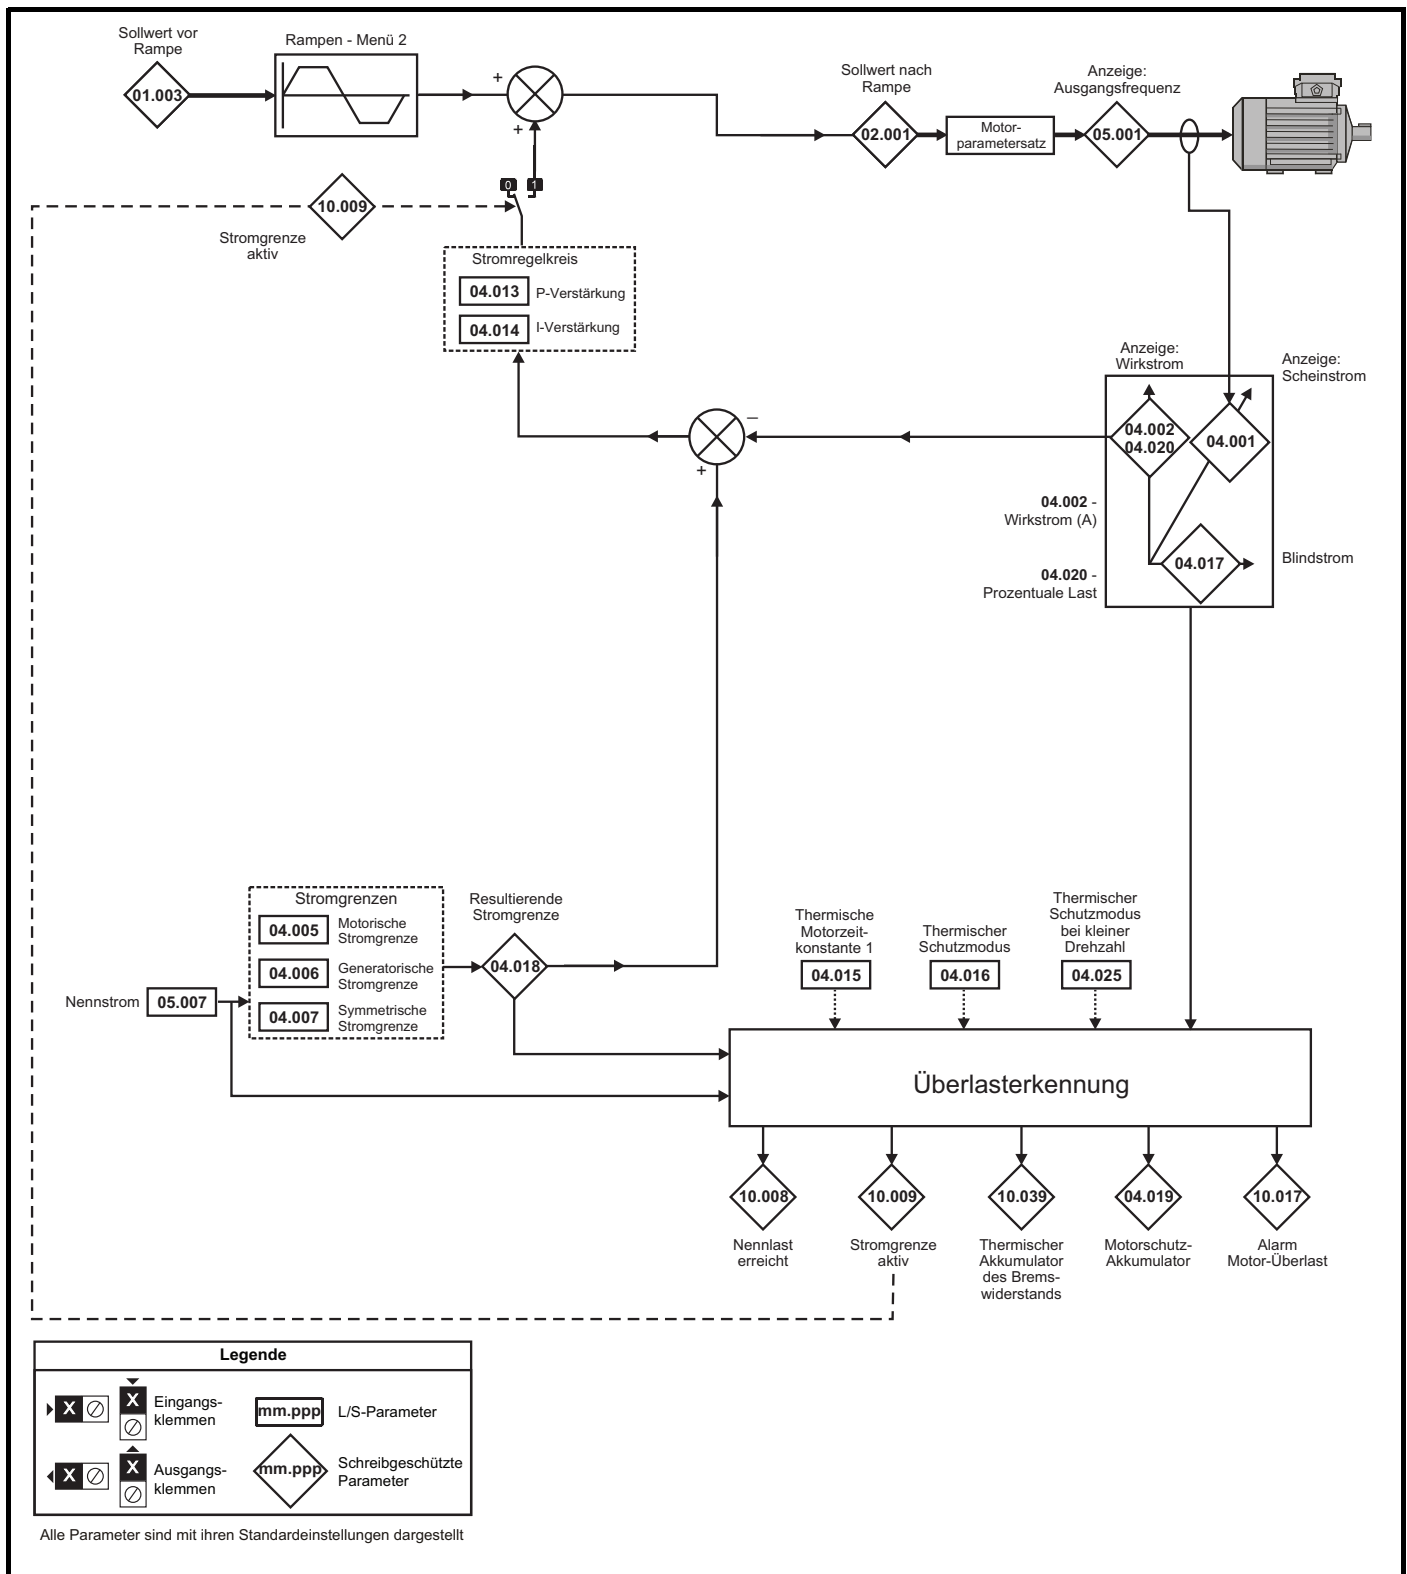 Sollwert vor
Rampe
01.003
Rampen - Menü 2
+
+
Sollwert nach
Rampe
02.001
Motor-
parametersatz
Anzeige:
Ausgangsfrequenz
05.001
0
1
10.009
Stromgrenze
aktiv
Stromregelkreis
04.013 P-Verstärkung
04.014 I-Verstärkung
Anzeige:
Wirkstrom
Anzeige:
Scheinstrom
04.002
04.020
04.001
–
+
04.002 -
Wirkstrom (A)
04.017
Blindstrom
04.020 -
Prozentuale Last
Nennstrom 05.007
Stromgrenzen
04.005 Motorische
Stromgrenze
04.006 Generatorische
Stromgrenze
04.007 Symmetrische
Stromgrenze
Resultierende
Stromgrenze
04.018
Thermische
Motorzeit-
konstante 1
04.015
Thermischer
Schutzmodus
04.016
Thermischer
Schutzmodus
bei kleiner
Drehzahl
04.025
Überlasterkennung
10.008
Nennlast
erreicht
10.009
Stromgrenze
aktiv
10.039
Thermischer
Akkumulator
des Brems-
widerstands
04.019
Motorschutz-
Akkumulator
10.017
Alarm
Motor-Überlast
Legende
X
X
Eingangs-
klemmen
mm.ppp
L/S-Parameter
X
X
Ausgangs-
klemmen
mm.ppp
Schreibgeschützte
Parameter
Alle Parameter sind mit ihren Standardeinstellungen dargestellt